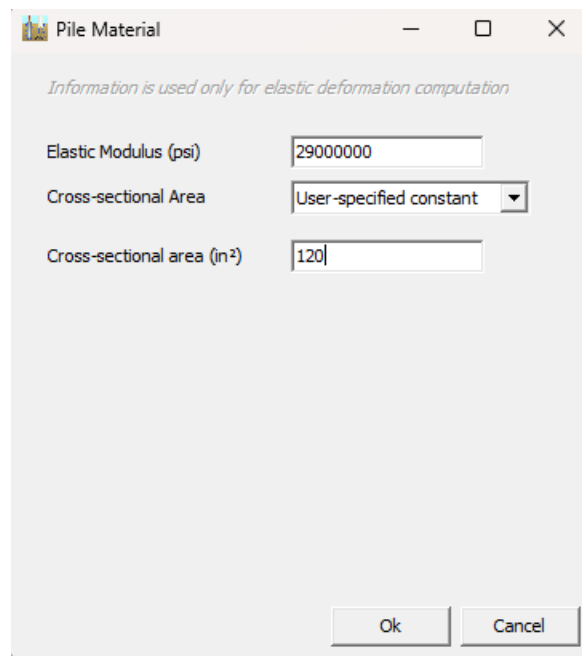 Pile Material
Information is used only for elastic deformation computation
Elastic Modulus (psi) 29000000
Cross-sectional Area User-specified constant
Cross-sectional area (in²) 120
Ok Cancel